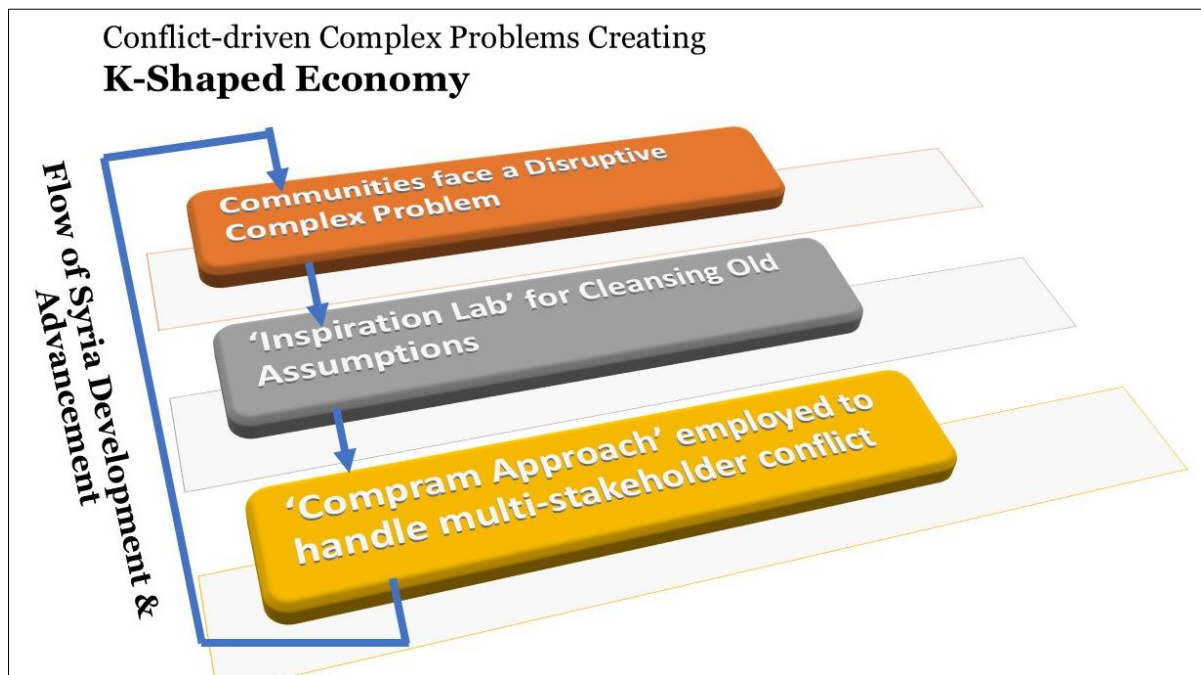 Conflict-driven Complex Problems Creating
K-Shaped Economy
Communities face a Disruptive
Complex Problem
‘Inspiration Lab’ for Cleansing Old
Assumptions
‘Compram Approach’ employed to
handle multi-stakeholder conflict
Flow of Syria Development &
Advancement